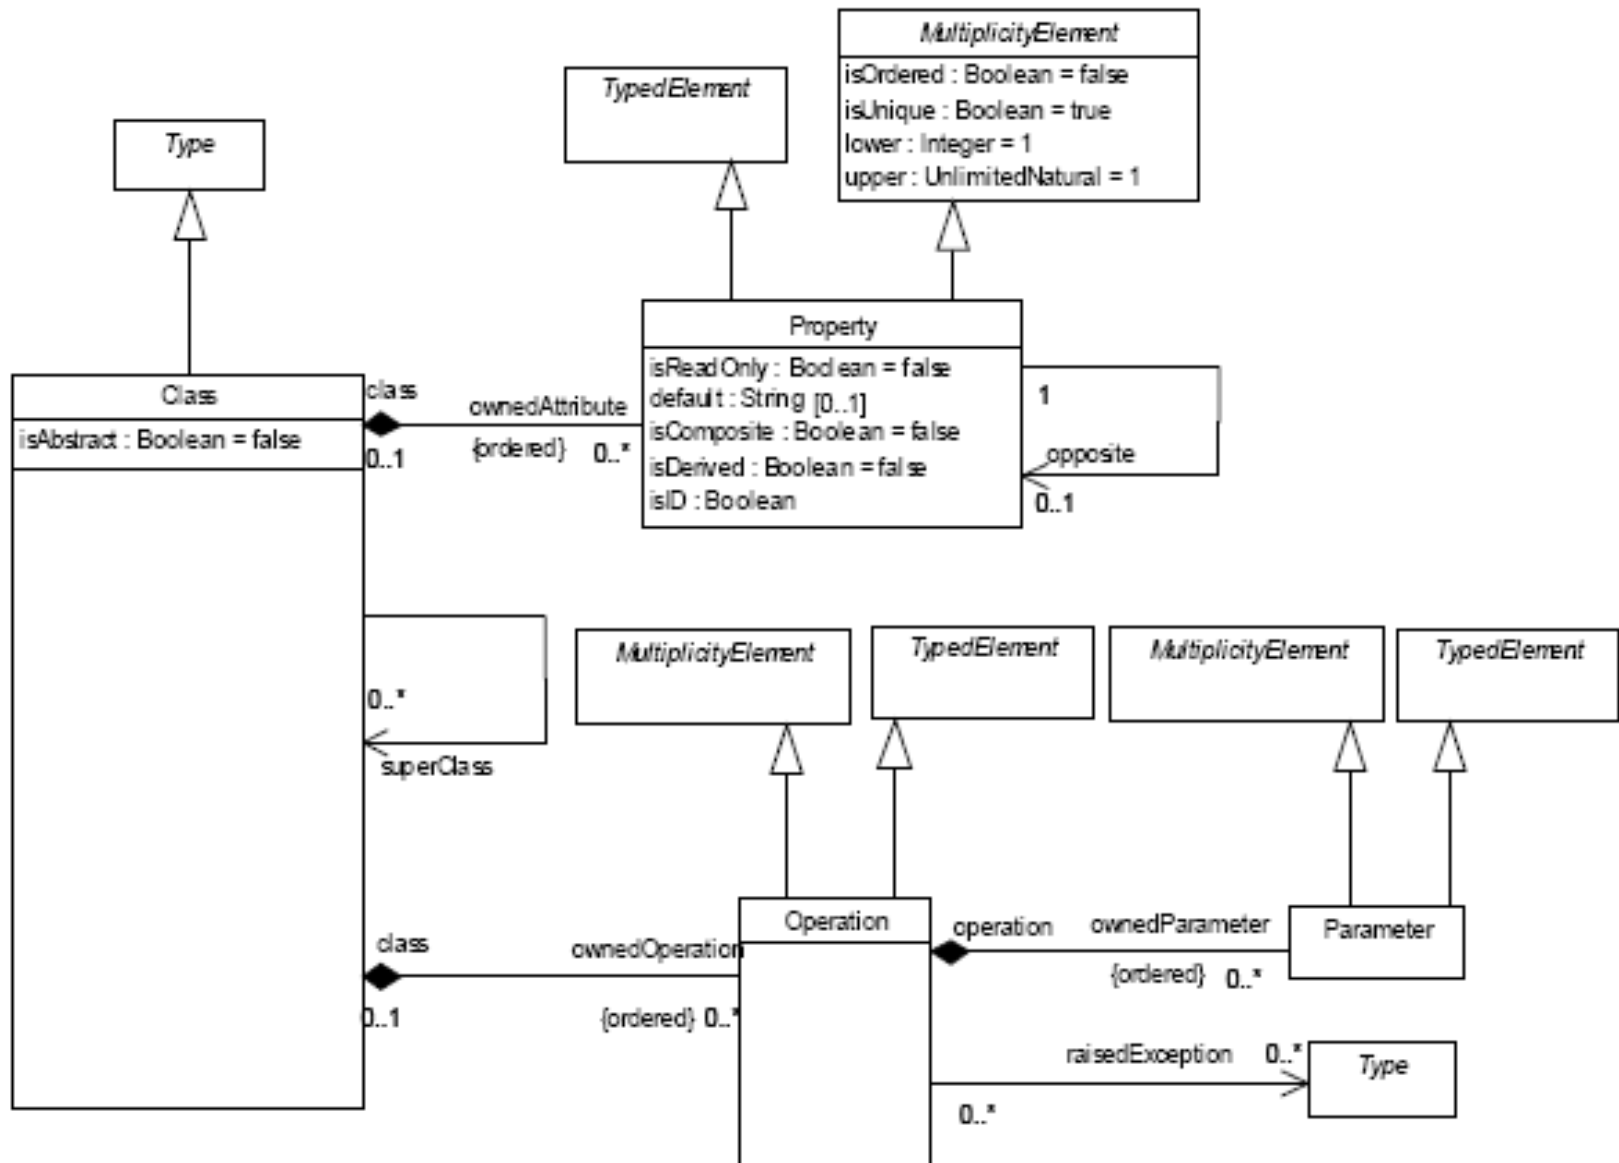 MultiplicityElement
isOrdered : Boolean = false
isUnique : Boolean = true
lower : Integer = 1
upper : UnlimitedNatural = 1
TypedElement
Type
Property
isReadOnly : Boolean = false
default : String [0..1]
isComposite : Boolean = false
isDerived : Boolean = false
isID : Boolean
1
opposite
0..1
Class
isAbstract : Boolean = false
class
0..1
ownedAttribute
{ordered} 0..*
0..*
superClass
MultiplicityElement
TypedElement
MultiplicityElement
TypedElement
class
0..1
ownedOperation
{ordered} 0..*
Operation
operation
ownedParameter
{ordered} 0..*
Parameter
raisedException 0..*
0..*
Type